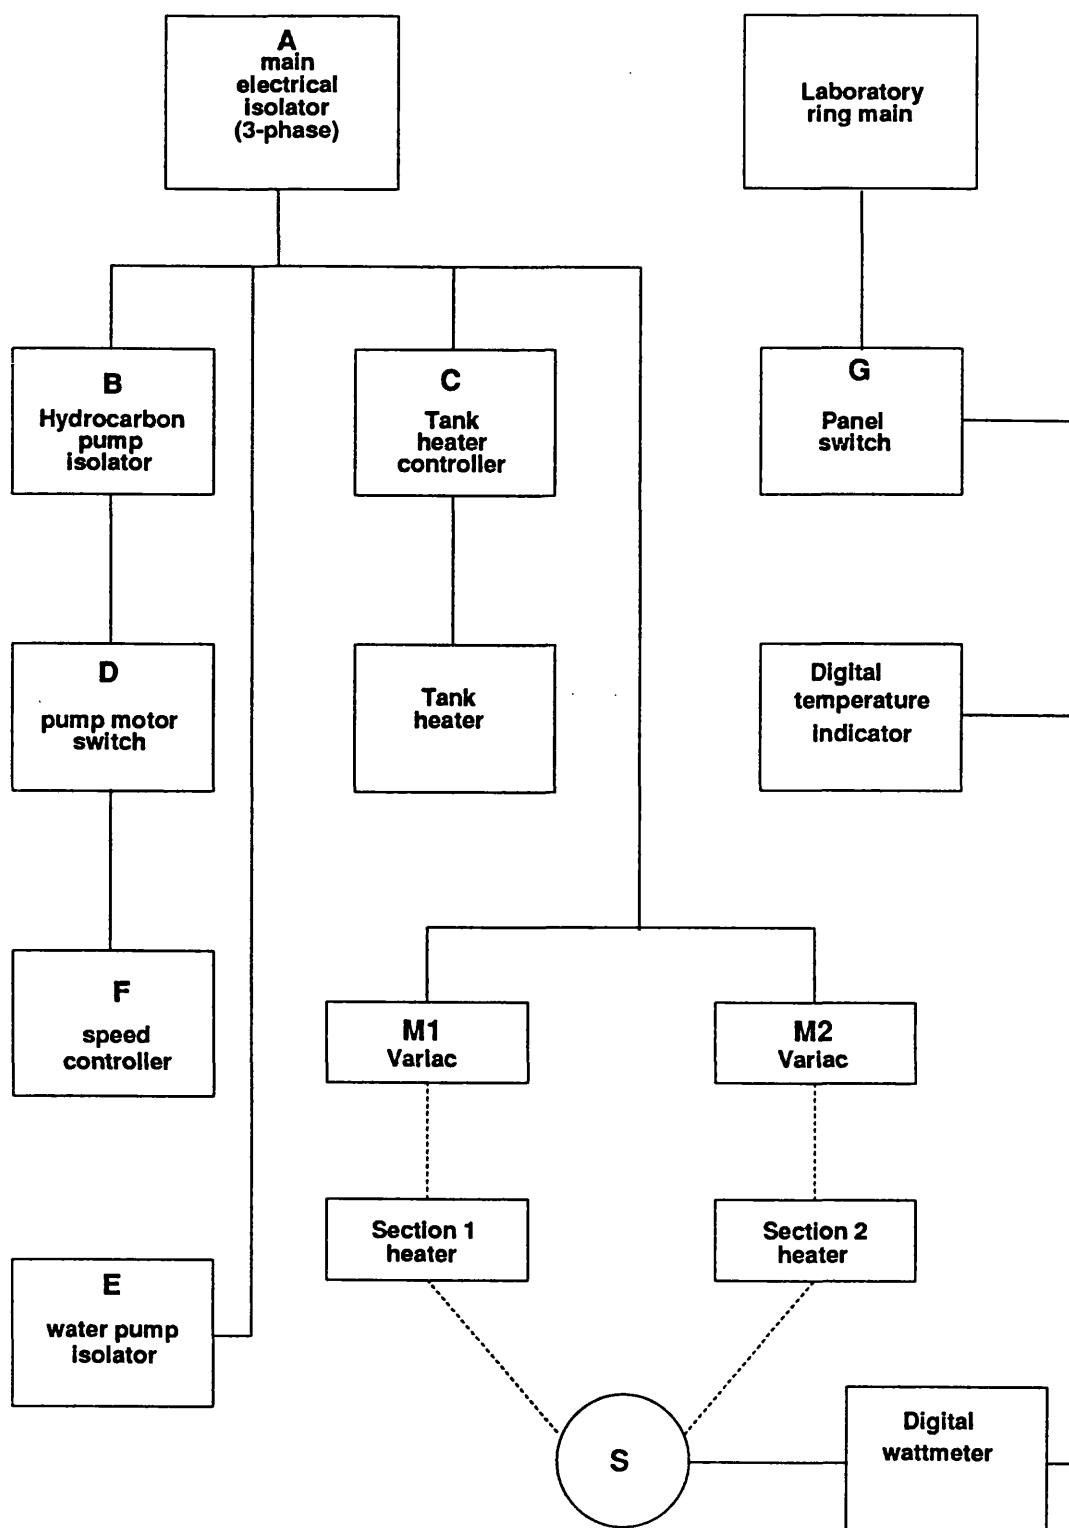 A
main
electrical
isolator
(3-phase)
Laboratory
ring main
B
Hydrocarbon
pump
isolator
C
Tank
heater
controller
G
Panel
switch
D
pump motor
switch
Tank
heater
Digital
temperature
indicator
F
speed
controller
M1
Variac
M2
Variac
Section 1
heater
Section 2
heater
E
water pump
isolator
S
Digital
wattmeter